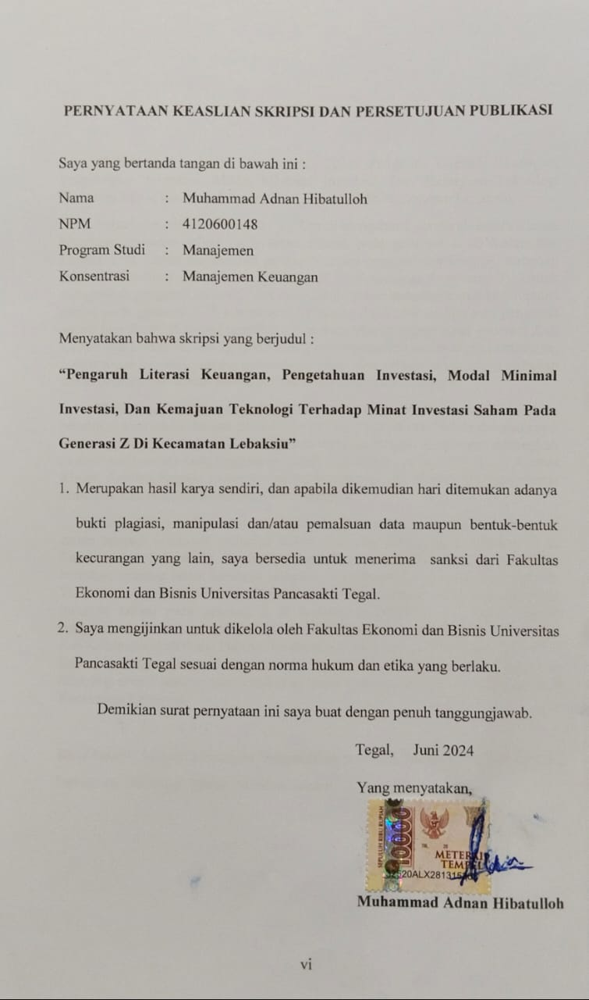 PERNYATAAN KEASLIAN SKRIPSI DAN PERSETUJUAN PUBLIKASI
Saya yang bertanda tangan di bawah ini :
Nama : Muhammad Adnan Hibatulloh
NPM : 4120600148
Program Studi : Manajemen
Konsentrasi : Manajemen Keuangan
Menyatakan bahwa skripsi yang berjudul :
“Pengaruh Literasi Keuangan, Pengetahuan Investasi, Modal Minimal
Investasi, Dan Kemajuan Teknologi Terhadap Minat Investasi Saham Pada
Generasi Z Di Kecamatan Lebaksiu”
1. Merupakan hasil karya sendiri, dan apabila dikemudian hari ditemukan adanya
bukti plagiasi, manipulasi dan/atau pemalsuan data maupun bentuk-bentuk
kecurangan yang lain, saya bersedia untuk menerima sanksi dari Fakultas
Ekonomi dan Bisnis Universitas Pancasakti Tegal.
2. Saya mengijinkan untuk dikelola oleh Fakultas Ekonomi dan Bisnis Universitas
Pancasakti Tegal sesuai dengan norma hukum dan etika yang berlaku.
Demikian surat pernyataan ini saya buat dengan penuh tanggungjawab.
Tegal, Juni 2024
Yang menyatakan,
SEPULUH RIBU RUPIAH
10000
TGL. 20
METERAI
TEMPEL
Muhammad Adnan Hibatulloh
vi